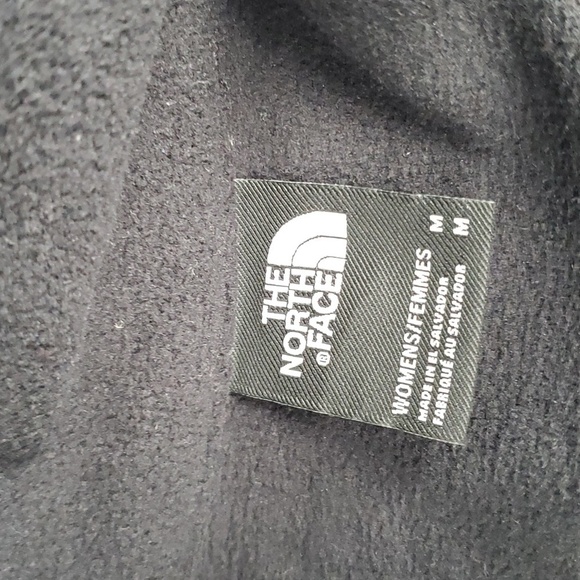 THE
NORTH
®FACE
WOMENS/FEMMES M
MADE IN EL SALVADOR
FABRIQUÉ AU SALVADOR M